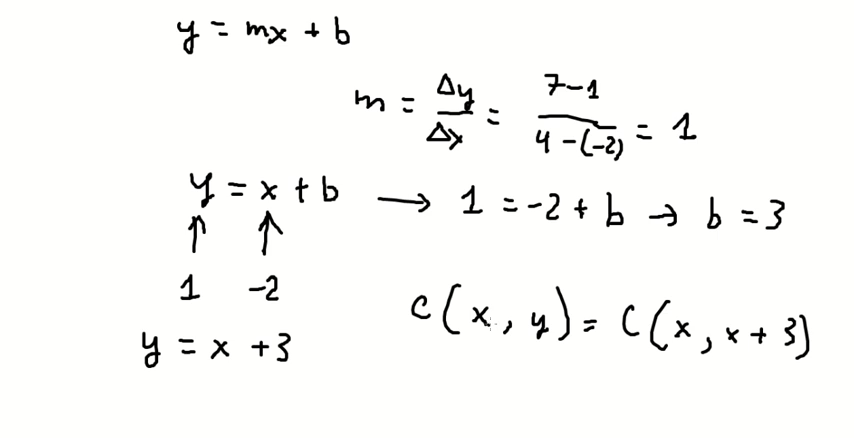 y = mx + b
m = Δy/Δx = 7-1/4-(-2) = 1
y = x + b → 1 = -2 + b → b = 3
↑ ↑
1 -2
C(x, y) = C(x, x + 3)
y = x + 3